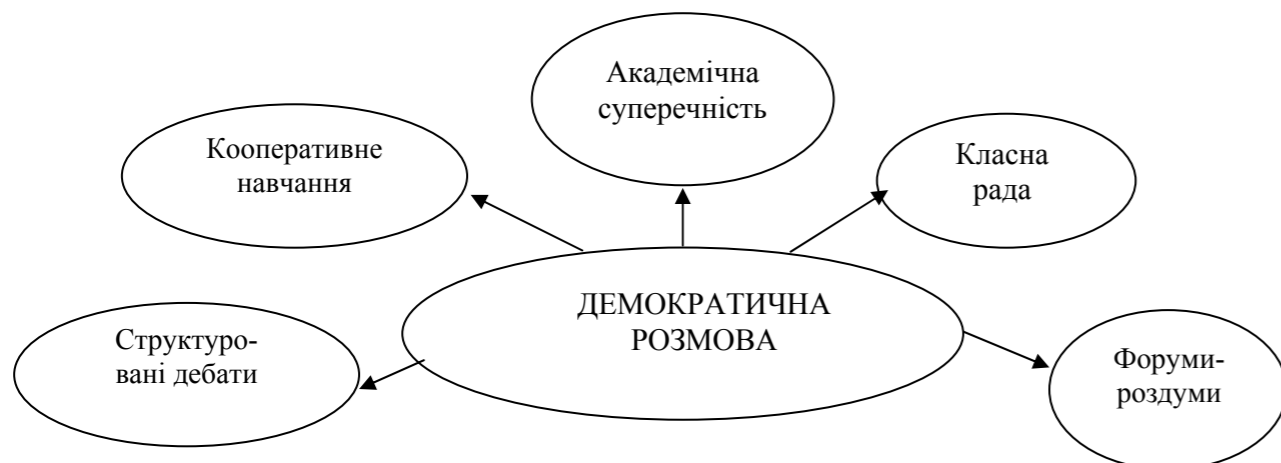 Академічна
суперечність
Кооперативне
навчання
Класна
рада
ДЕМОКРАТИЧНА
РОЗМОВА
Структуро-
вані дебати
Форуми-
роздуми